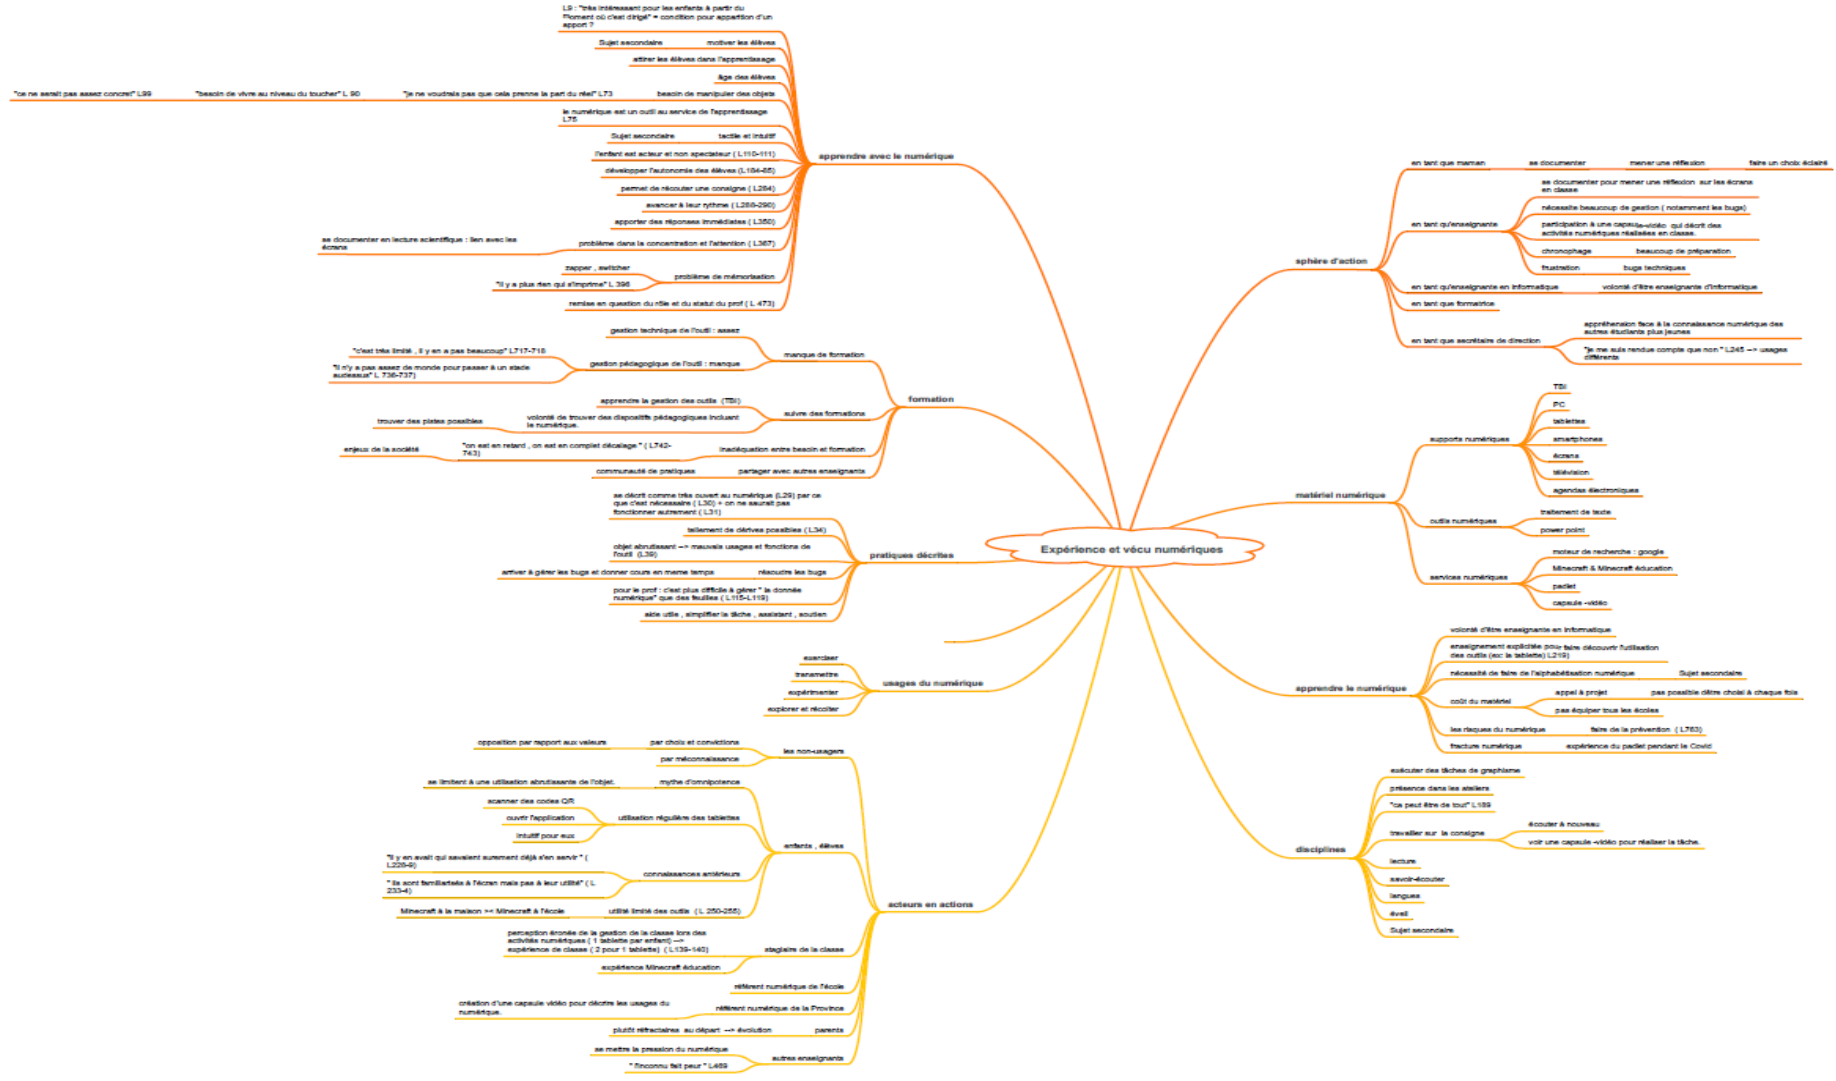 Expérience et vécu numériques
apprendre avec le numérique
L9 : "très intéressant pour les enfants à partir du
moment où c'est dirigé" = condition pour apparition d'un
apport ?
Sujet secondaire
motiver les élèves
attirer les élèves dans l'apprentissage
âge des élèves
"ce ne serait pas assez concret" L99
"besoin de vivre au niveau du toucher" L 90
"je ne voudrais pas que cela prenne la part du réel" L73
besoin de manipuler des objets
le numérique est un outil au service de l'apprentissage
L75
Sujet secondaire
tactile et intuitif
l'enfant est acteur et non spectateur ( L110-111)
développer l'autonomie des élèves (L184-85)
permet de réécouter une consigne ( L284)
avancer à leur rythme ( L288-290)
apporter des réponses immédiates ( L350)
se documenter en lecture scientifique : lien avec les
écrans
problème dans la concentration et l'attention ( L367)
zapper , switcher
"il y a plus rien qui s'imprime" L 396
problème de mémorisation
remise en question du rôle et du statut du prof ( L 473)
formation
gestion technique de l'outil : assez
manque de formation
"c'est très limité , il y en a pas beaucoup" L717-718
"il n'y a pas assez de monde pour passer à un stade
audessus" L 736-737)
gestion pédagogique de l'outil : manque
apprendre la gestion des outils (TBI)
suivre des formations
trouver des pistes possibles
volonté de trouver des dispositifs pédagogiques incluant
le numérique.
enjeux de la société
"on est en retard , on est en complet décalage " ( L742-
743)
inadéquation entre besoin et formation
communauté de pratiques
partager avec autres enseignants
pratiques décrites
se décrit comme très ouvert au numérique (L29) par ce
que c'est nécessaire ( L30) + on ne saurait pas
fonctionner autrement ( L31)
tellement de dérives possibles ( L34)
objet abrutissant --> mauvais usages et fonctions de
l'outil (L39)
arriver à gérer les bugs et donner cours en meme temps
résoudre les bugs
pour le prof : c'est plus difficile à gérer " la donnée
numérique" que des feuilles ( L115-L119)
aide utile , simplifier la tâche , assistant , soutien
usages du numérique
exerciser
transmettre
expérimenter
explorer et récolter
acteurs en actions
opposition par rapport aux valeurs
par choix et convictions
les non-usagers
par méconnaissance
se limitent à une utilisation abrutissante de l'objet.
mythe d'omnipotence
scanner des codes QR
ouvrir l'application
intuitif pour eux
utilisation régulière des tablettes
enfants , élèves
"il y en avait qui savaient surement déjà s'en servir " (
L228-9)
" ils sont familiarisés à l'écran mais pas à leur utilité" ( L
233-4)
connaissances antérieurs
Minecraft à la maison >< Minecraft à l'école
utilité limité des outils ( L 250-255)
perception éronée de la gestion de la classe lors des
activités numériques ( 1 tablette par enfant) -->
expérience de classe ( 2 pour 1 tablette) ( L139-140)
stagiaire de la classe
expérience Minecraft éducation
référent numérique de l'école
création d'une capsule vidéo pour décrire les usages du
numérique.
référent numérique de la Province
plutôt réfractaires au départ --> évolution
parents
se mettre la pression du numérique
autres enseignants
" l'inconnu fait peur " L469
sphère d'action
en tant que maman
se documenter
mener une réflexion
faire un choix éclairé
en tant qu'enseignante
se documenter pour mener une réflexion sur les écrans
en classe
nécessite beaucoup de gestion ( notamment les bugs)
participation à une capsule-vidéo qui décrit des
activités numériques réalisées en classe.
chronophage
beaucoup de préparation
frustration
bugs techniques
en tant qu'enseignante en informatique
volonté d'être enseignante d'informatique
en tant que formatrice
en tant que secrétaire de direction
appréhension face à la connaissance numérique des
autres étudiants plus jeunes
"je me suis rendue compte que non " L245 --> usages
différents
matériel numérique
supports numériques
TBI
PC
tablettes
smartphones
écrans
télévision
agendas électroniques
outils numériques
traitement de texte
power point
services numériques
moteur de recherche : google
Minecraft & Minecraft éducation
padlet
capsule -vidéo
apprendre le numérique
volonté d'être enseignante en informatique
enseignement explicitée pour faire découvrir l'utilisation
des outils (ex: la tablette) L219)
nécessité de faire de l'alphabétisation numérique
Sujet secondaire
coût du matériel
appel à projet
pas possible d'être choisi à chaque fois
pas équiper tous les écoles
les risques du numérique
faire de la prévention ( L763)
fracture numérique
expérience du padlet pendant le Covid
disciplines
exécuter des tâches de graphisme
présence dans les ateliers
"ca peut être de tout" L189
travailler sur la consigne
écouter à nouveau
voir une capsule -vidéo pour réaliser la tâche.
lecture
savoir-écouter
langues
éveil
Sujet secondaire